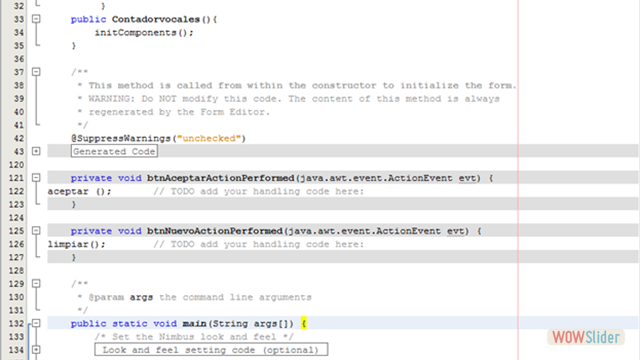 32 }
33 public Contadorvocales(){
34 initComponents();
35 }
36
37 /**
38 * This method is called from within the constructor to initialize the form.
39 * WARNING: Do NOT modify this code. The content of this method is always
40 * regenerated by the Form Editor.
41 */
42 @SuppressWarnings("unchecked")
43 Generated Code
120
121 private void btnAceptarActionPerformed(java.awt.event.ActionEvent evt) {
122 aceptar (); // TODO add your handling code here:
123 }
124
125 private void btnNuevoActionPerformed(java.awt.event.ActionEvent evt) {
126 limpiar(); // TODO add your handling code here:
127 }
128
129 /**
130 * @param args the command line arguments
131 */
132 public static void main(String args[]) {
133 /* Set the Nimbus look and feel */
134 Look and feel setting code (optional)
WOWSlider